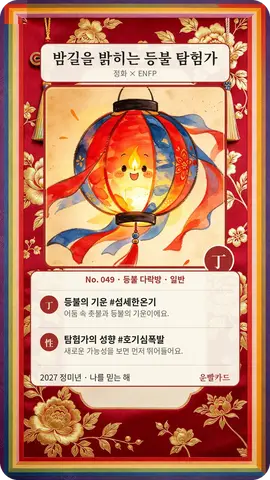 밤길을 밝히는 등불 탐험가
정화 × ENFP
丁
No. 049 · 등불 다락방 · 일반
丁
등불의 기운 #섬세한온기
어둠 속 촛불과 등불의 기운이에요.
性
탐험가의 성향 #호기심폭발
새로운 가능성을 보면 먼저 뛰어들어요.
2027 정미년 · 나를 믿는 해
운빨카드